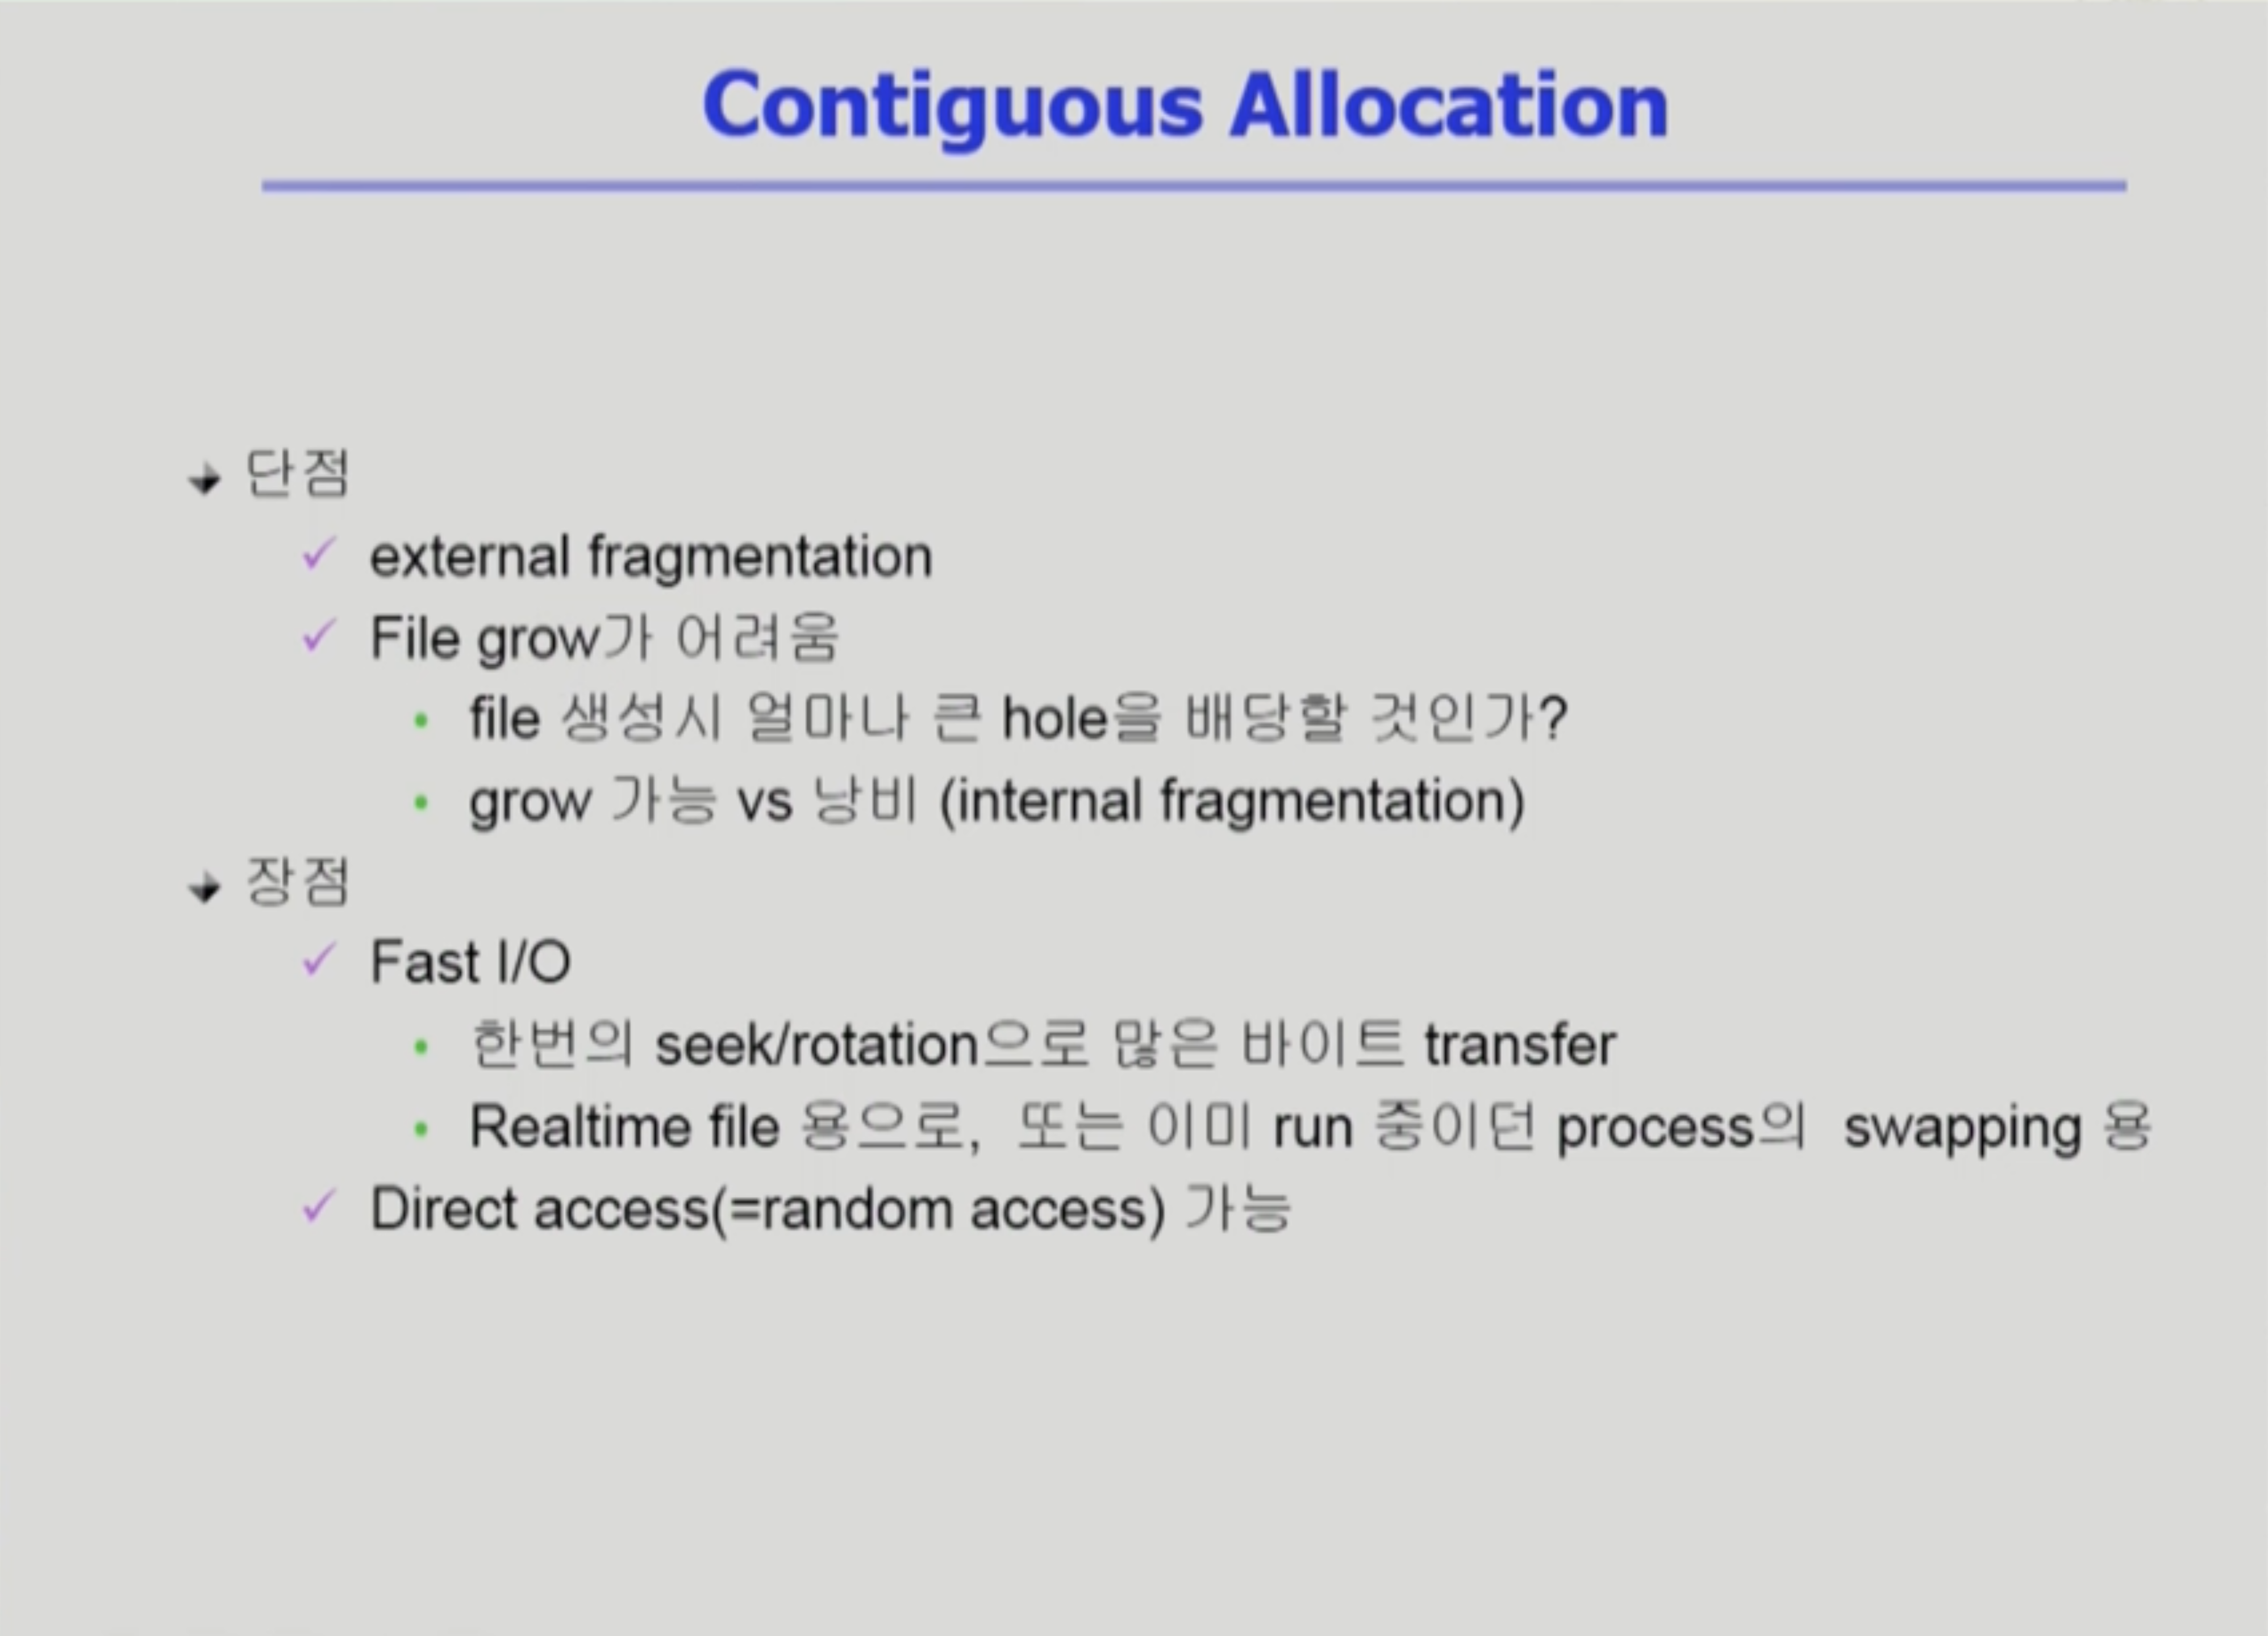 Contiguous Allocation
단점
external fragmentation
File grow가 어려움
file 생성시 얼마나 큰 hole을 배당할 것인가?
grow 가능 vs 낭비 (internal fragmentation)
장점
Fast I/O
한번의 seek/rotation으로 많은 바이트 transfer
Realtime file 용으로, 또는 이미 run 중이던 process의 swapping 용
Direct access(=random access) 가능